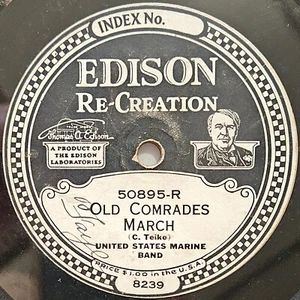 INDEX No.
EDISON
RE-CREATION
Thomas A. Edison
A PRODUCT OF
THE EDISON
LABORATORIES
50895-R
OLD COMRADES
MARCH
(C. Teike)
UNITED STATES MARINE
BAND
PRICE $1.00 in the U.S.A.
8239